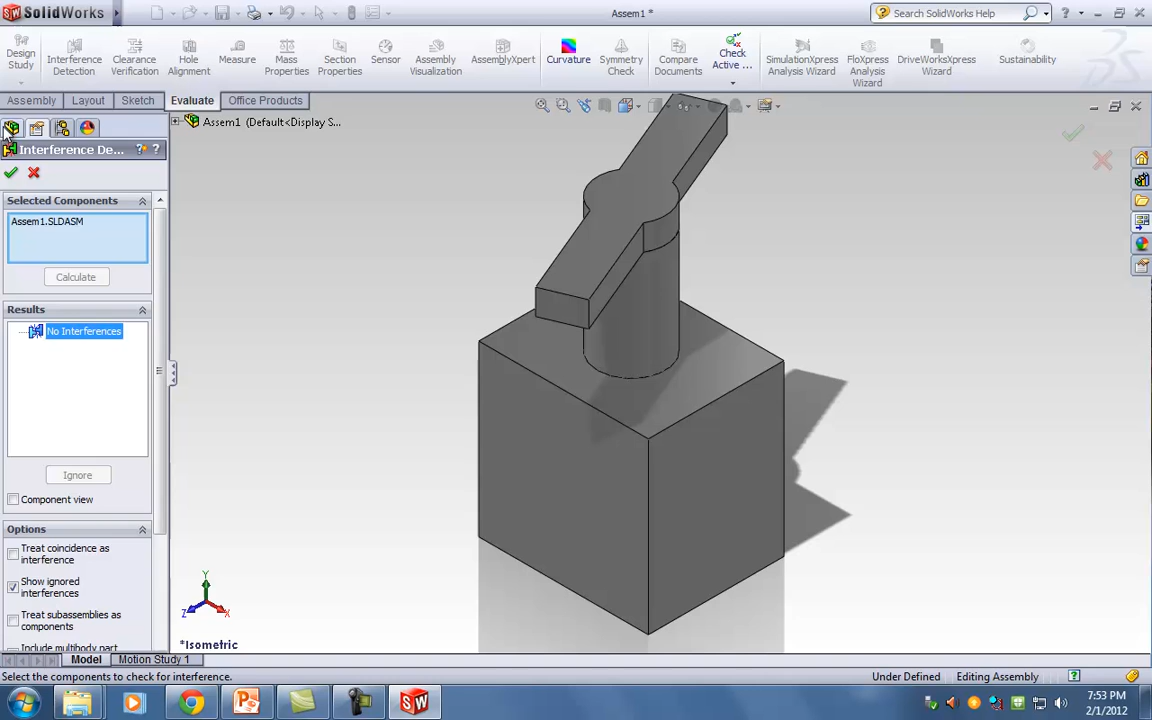 SolidWorks
Assem1 *
Search SolidWorks Help
Design Study
Interference Detection
Clearance Verification
Hole Alignment
Measure
Mass Properties
Section Properties
Sensor
Assembly Visualization
AssemblyXpert
Curvature
Symmetry Check
Compare Documents
Check Active ...
SimulationXpress Analysis Wizard
FloXpress Analysis Wizard
DriveWorksXpress Wizard
Sustainability
Assembly
Layout
Sketch
Evaluate
Office Products
Assem1 (Default<Display S...
Interference De...
Selected Components
Assem1.SLDASM
Calculate
Results
No Interferences
Ignore
Component view
Options
Treat coincidence as
interference
Show ignored
interferences
Treat subassemblies as
components
Include multibody part
Y
Z
X
*Isometric
Model
Motion Study 1
Select the components to check for interference.
Under Defined
Editing Assembly
7:53 PM
2/1/2012